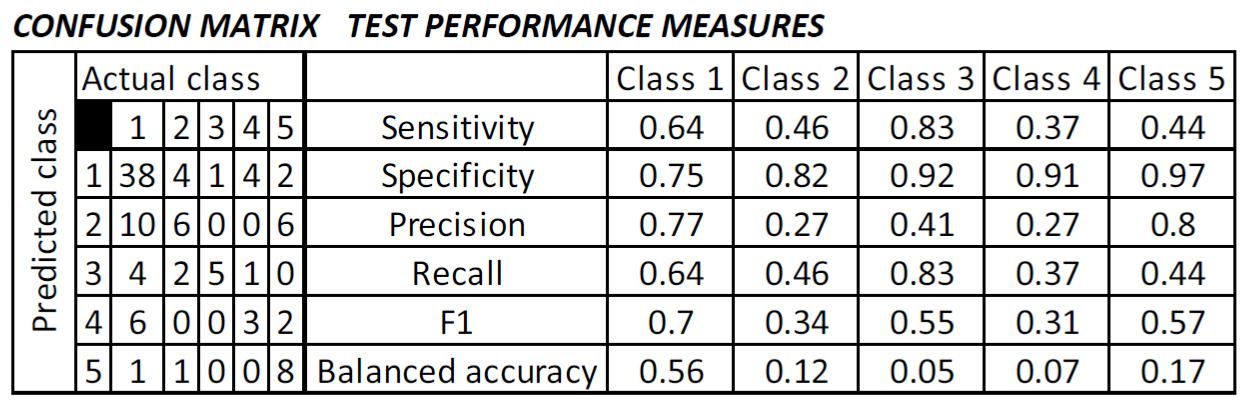 CONFUSION MATRIX TEST PERFORMANCE MEASURES
Predicted class
Actual class Class 1 Class 2 Class 3 Class 4 Class 5
1 2 3 4 5 Sensitivity 0.64 0.46 0.83 0.37 0.44
1 38 4 1 4 2 Specificity 0.75 0.82 0.92 0.91 0.97
2 10 6 0 0 6 Precision 0.77 0.27 0.41 0.27 0.8
3 4 2 5 1 0 Recall 0.64 0.46 0.83 0.37 0.44
4 6 0 0 3 2 F1 0.7 0.34 0.55 0.31 0.57
5 1 1 0 0 8 Balanced accuracy 0.56 0.12 0.05 0.07 0.17